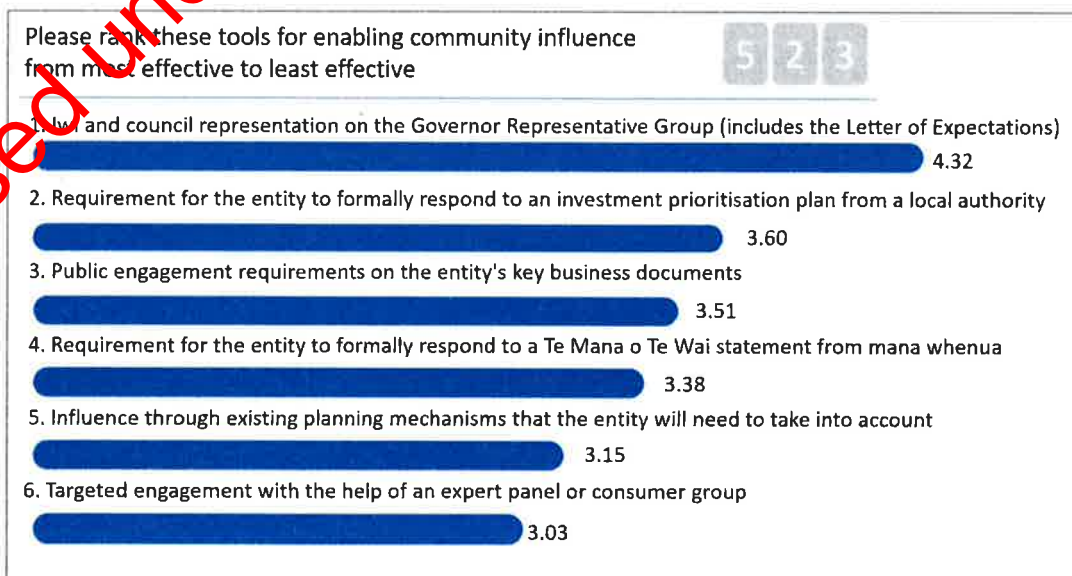 Please rank these tools for enabling community influence
from most effective to least effective
5 2 3
1. Iwi and council representation on the Governor Representative Group (includes the Letter of Expectations)
4.32
2. Requirement for the entity to formally respond to an investment prioritisation plan from a local authority
3.60
3. Public engagement requirements on the entity's key business documents
3.51
4. Requirement for the entity to formally respond to a Te Mana o Te Wai statement from mana whenua
3.38
5. Influence through existing planning mechanisms that the entity will need to take into account
3.15
6. Targeted engagement with the help of an expert panel or consumer group
3.03